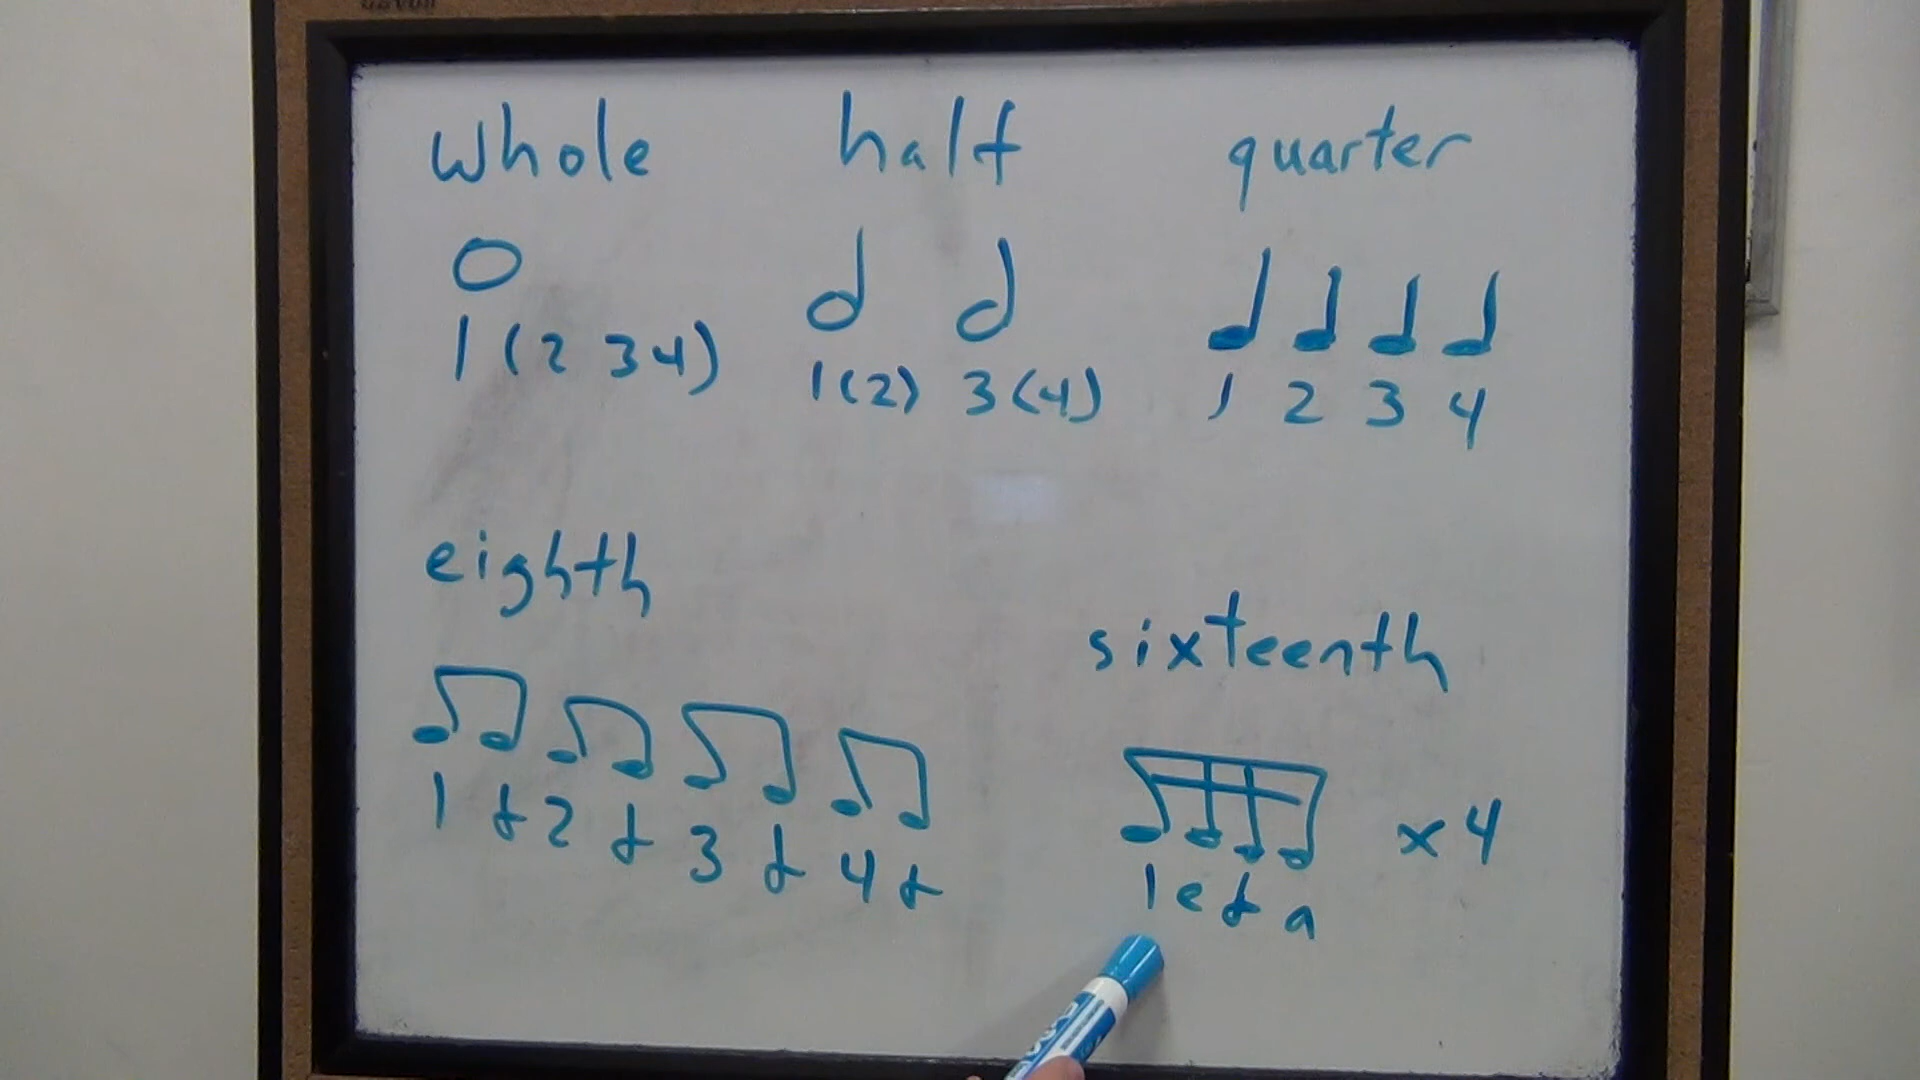 whole
1 (2 3 4)
half
1 (2) 3 (4)
quarter
1 2 3 4
eighth
1 + 2 + 3 + 4 +
sixteenth
x 4
1 e + a